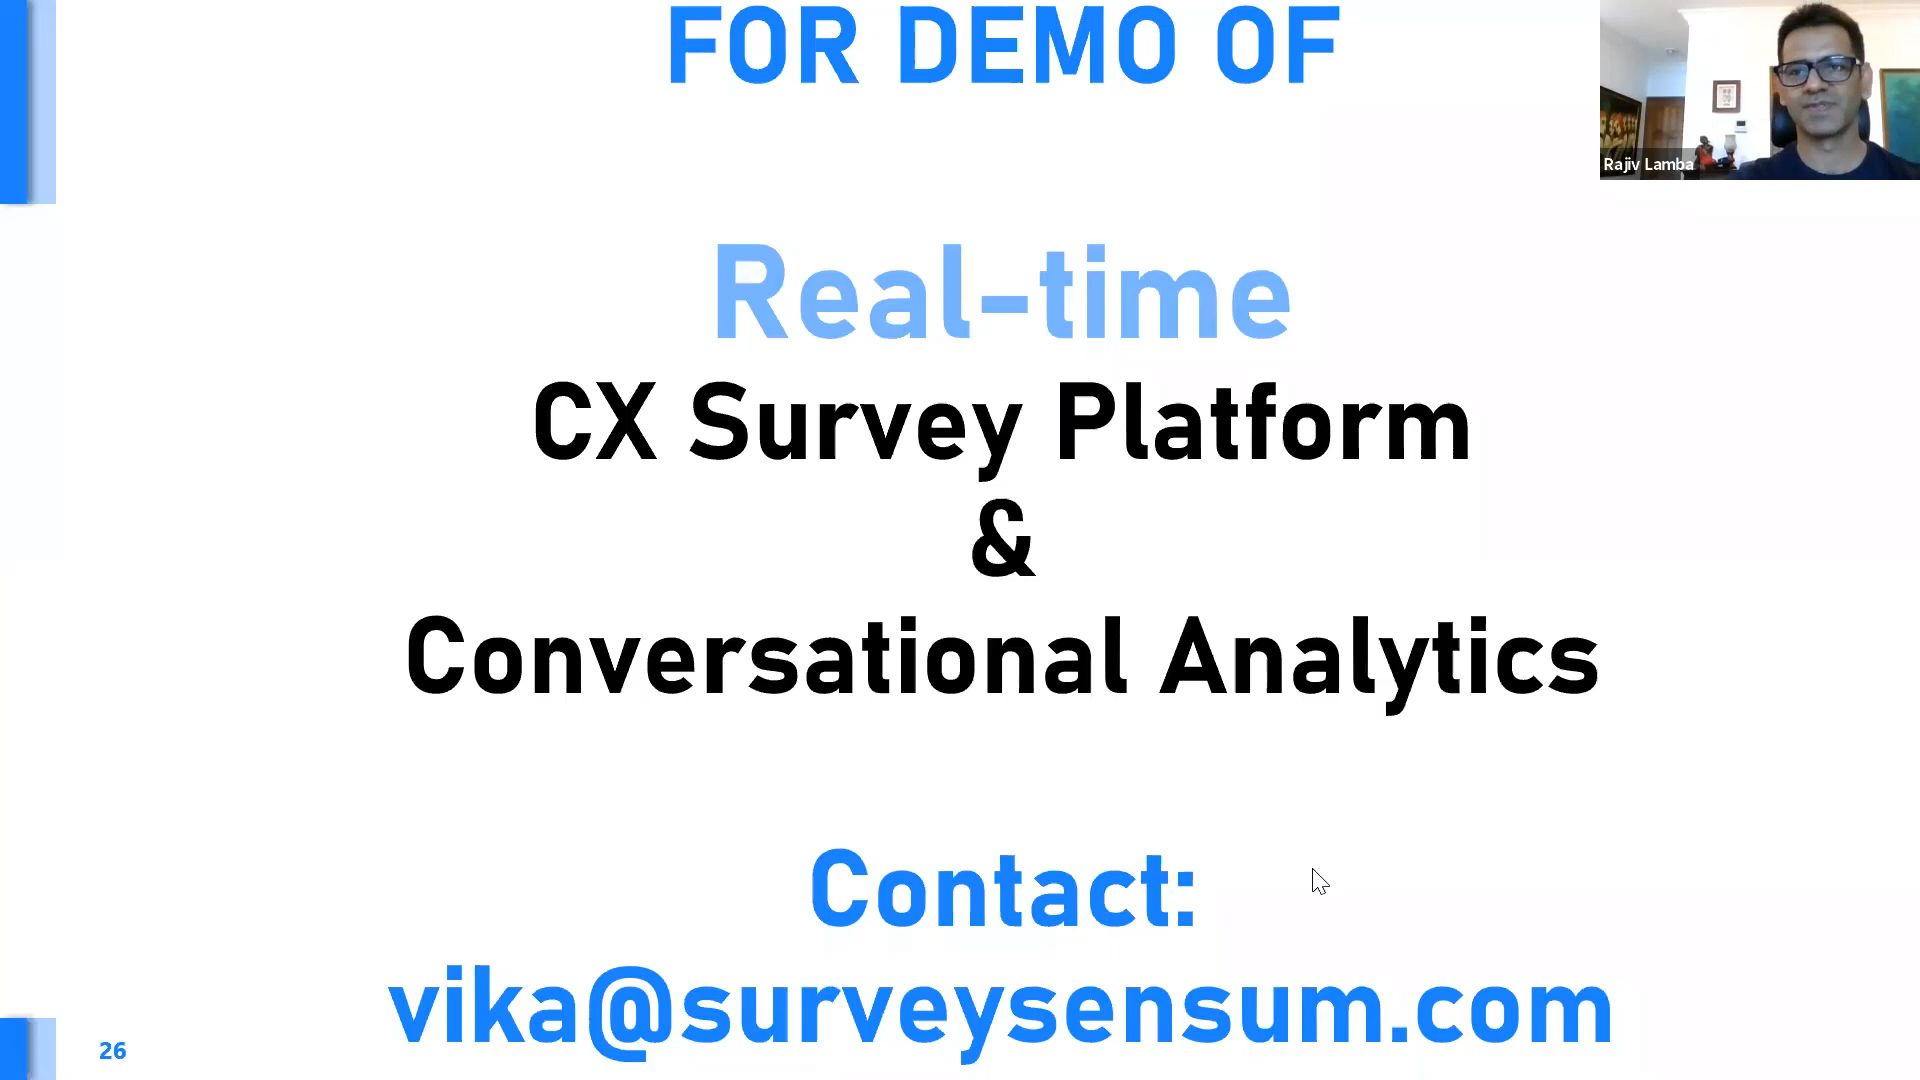 FOR DEMO OF
Rajiv Lamba
Real-time
CX Survey Platform
&
Conversational Analytics
Contact:
vika@surveysensum.com
26